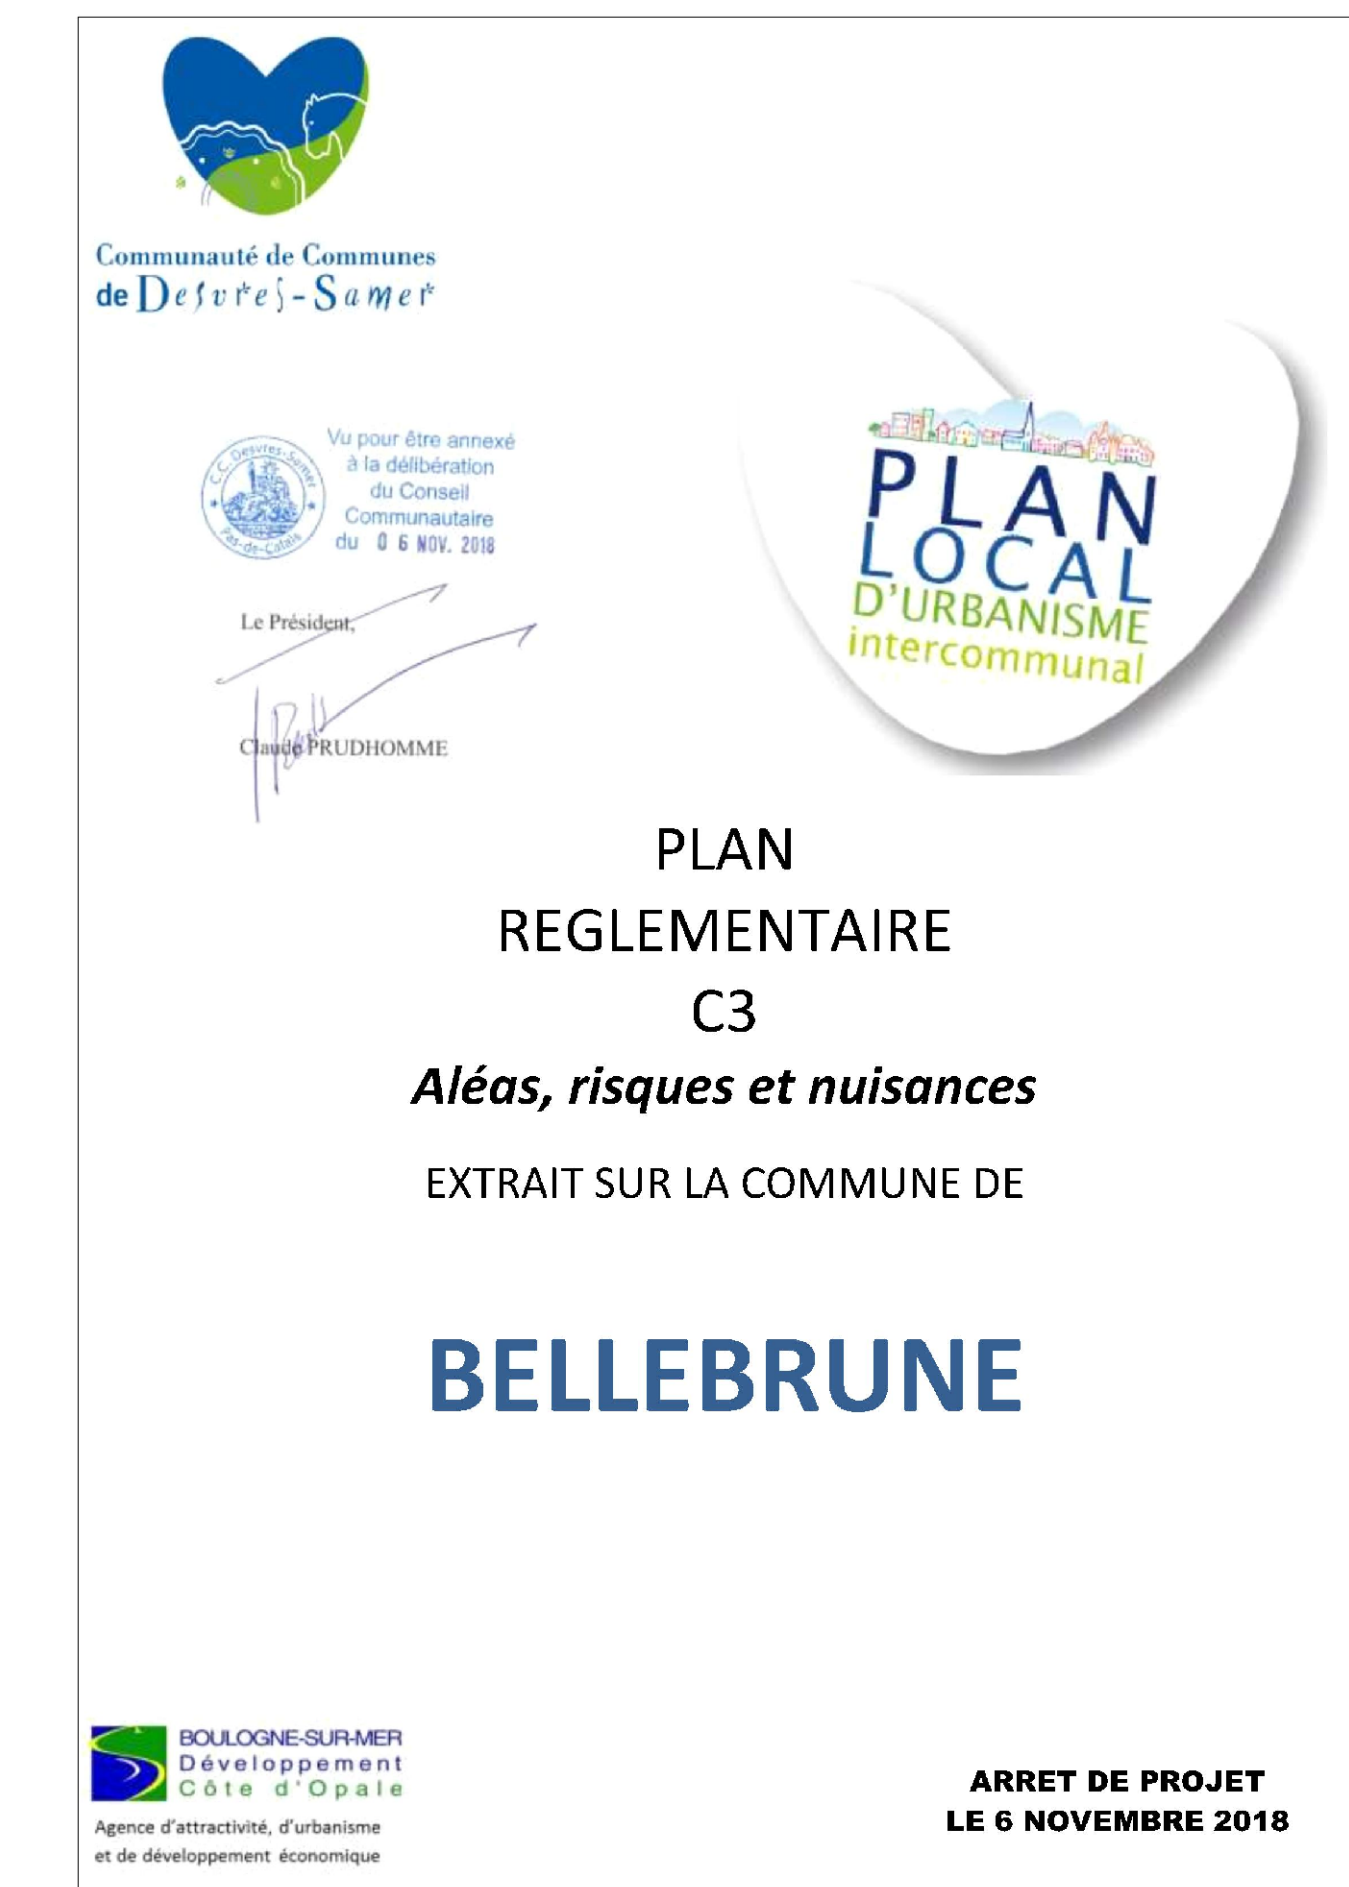 Communauté de Communes
de Desvres-Samer
C.C. Desvres-Samer
Pas-de-Calais
Vu pour être annexé
à la délibération
du Conseil
Communautaire
du 06 NOV. 2018
Le Président,
Claude PRUDHOMME
PLAN
LOCAL
D'URBANISME
intercommunal
PLAN
REGLEMENTAIRE
C3
Aléas, risques et nuisances
EXTRAIT SUR LA COMMUNE DE
BELLEBRUNE
BOULOGNE-SUR-MER
Développement
Côte d'Opale
Agence d'attractivité, d'urbanisme
et de développement économique
ARRET DE PROJET
LE 6 NOVEMBRE 2018